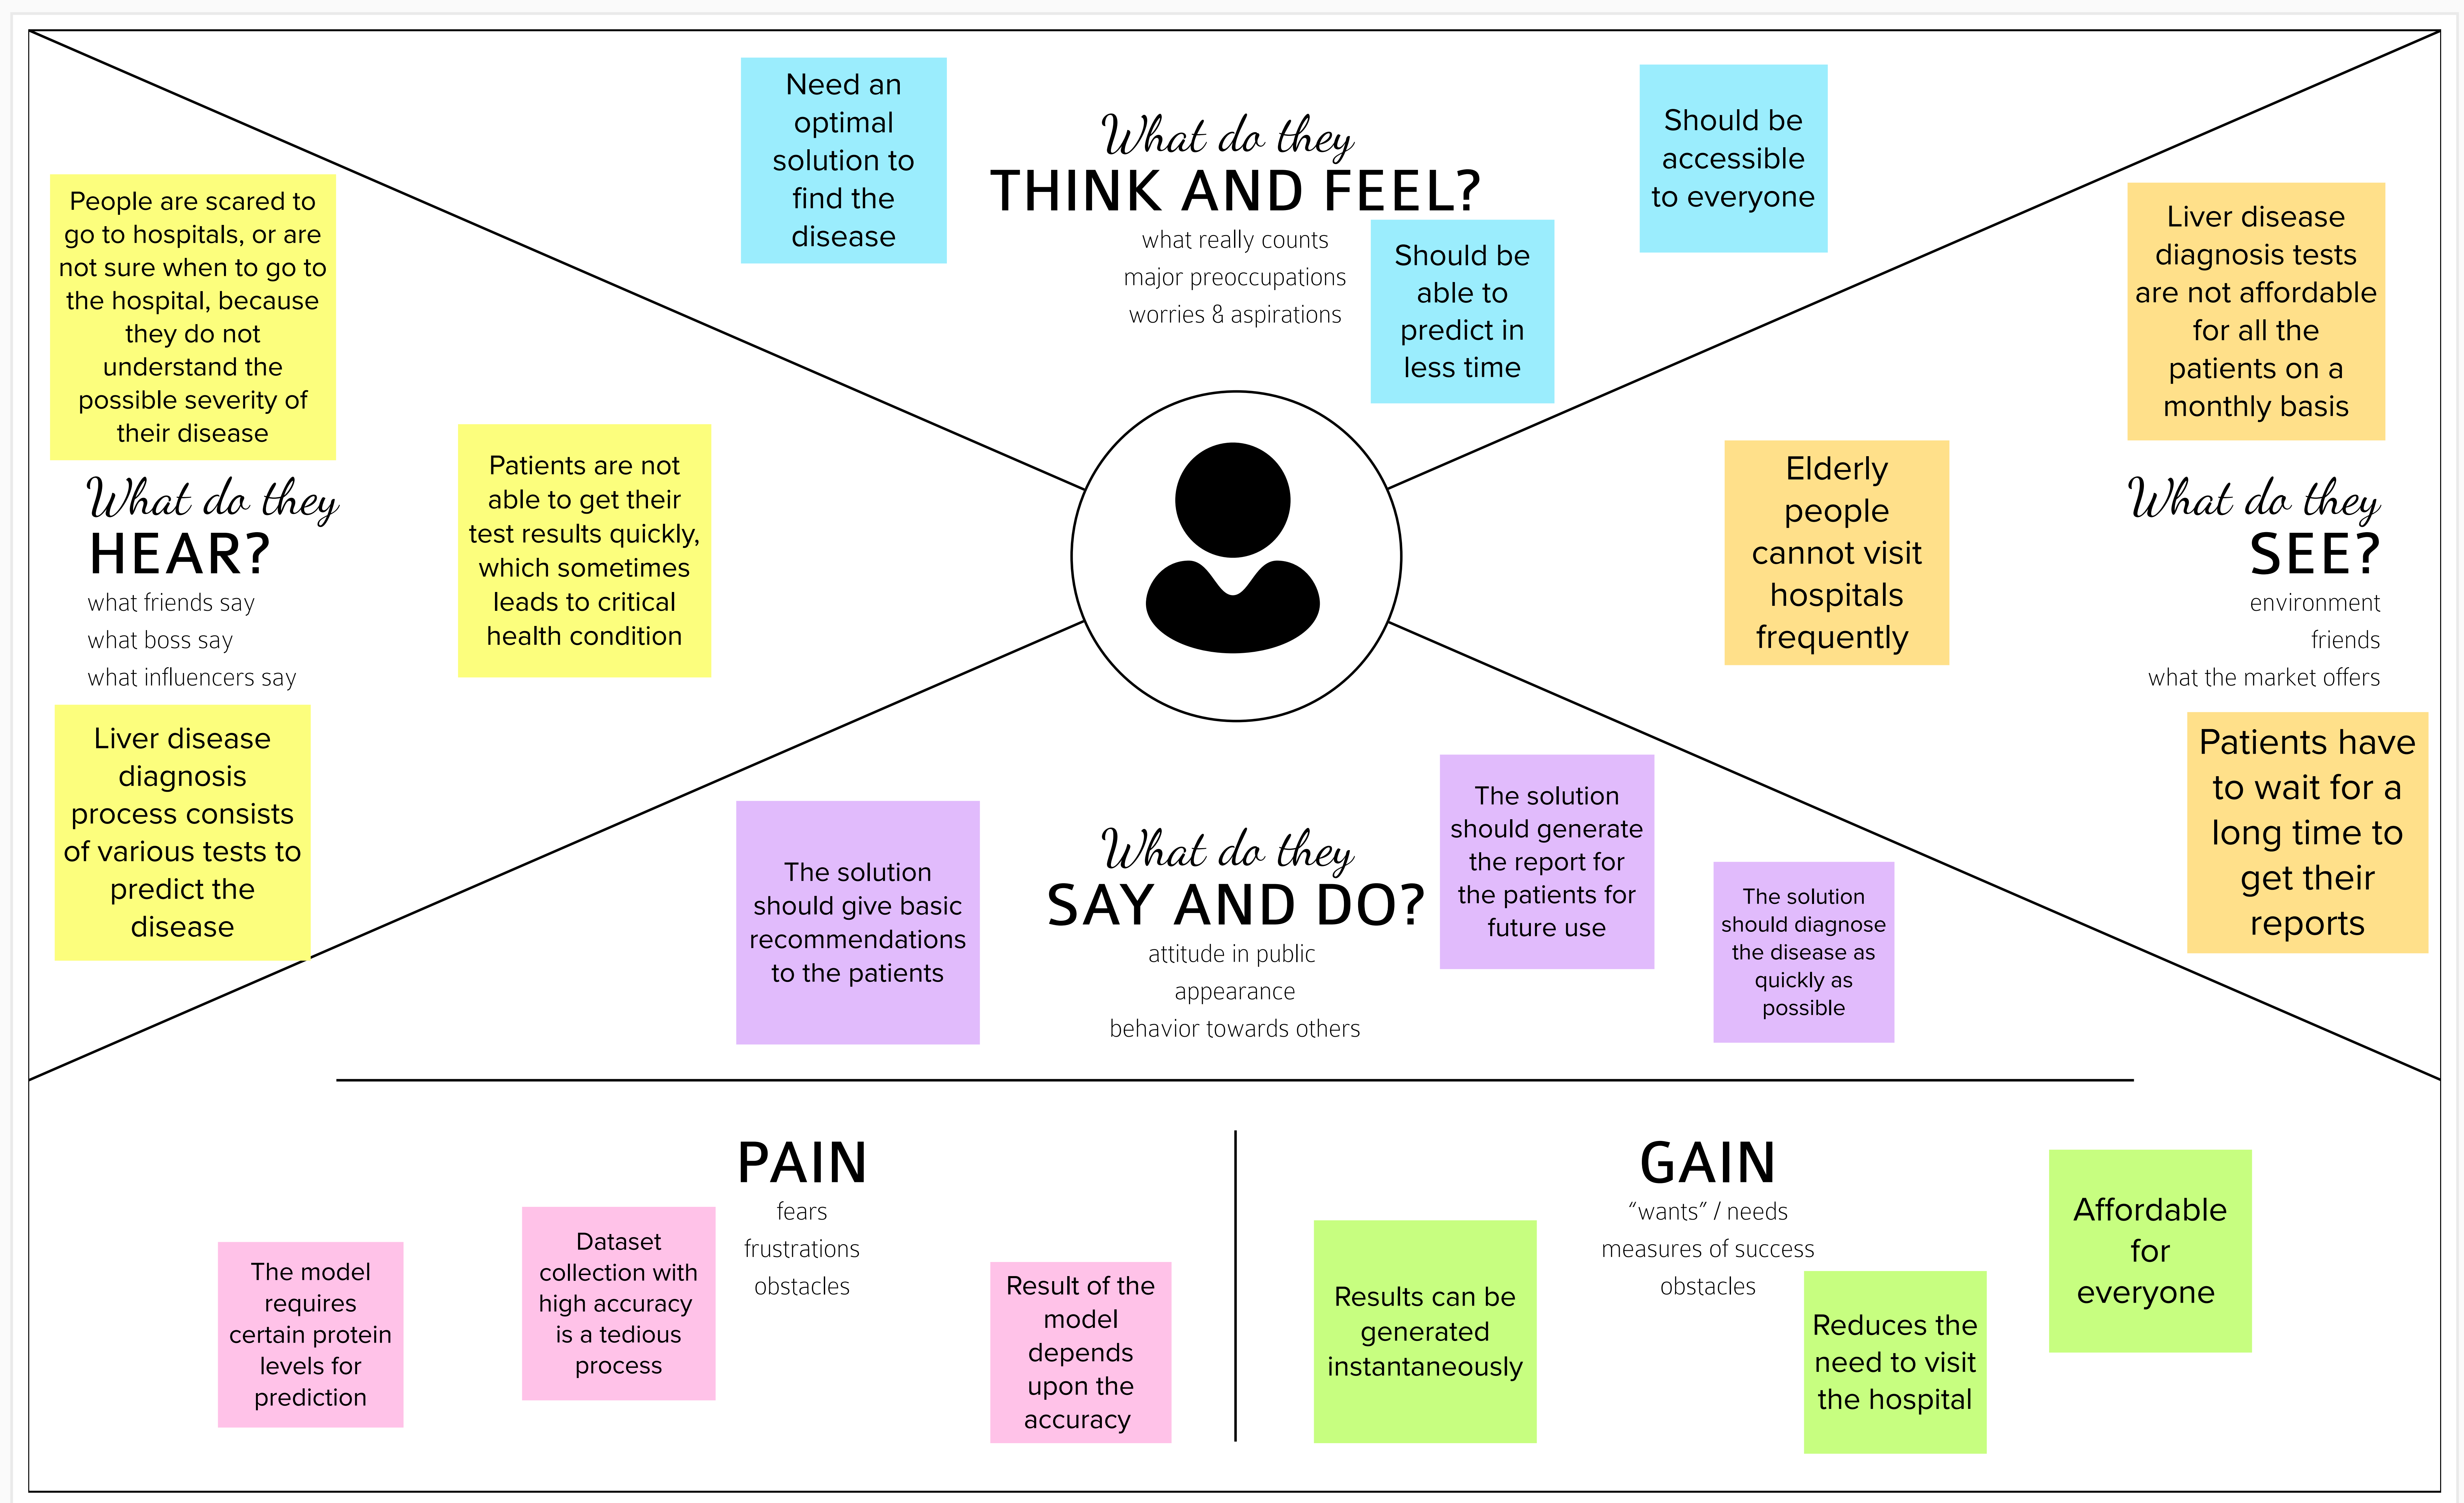 Need an
optimal
solution to
find the
disease
What do they
THINK AND FEEL?
what really counts
major preoccupations
worries & aspirations
Should be
able to
predict in
less time
Should be
accessible
to everyone
People are scared to
go to hospitals, or are
not sure when to go to
the hospital, because
they do not
understand the
possible severity of
their disease
What do they
HEAR?
what friends say
what boss say
what influencers say
Patients are not
able to get their
test results quickly,
which sometimes
leads to critical
health condition
Liver disease
diagnosis
process consists
of various tests to
predict the
disease
Liver disease
diagnosis tests
are not affordable
for all the
patients on a
monthly basis
Elderly
people
cannot visit
hospitals
frequently
What do they
SEE?
environment
friends
what the market offers
Patients have
to wait for a
long time to
get their
reports
The solution
should give basic
recommendations
to the patients
What do they
SAY AND DO?
attitude in public
appearance
behavior towards others
The solution
should generate
the report for
the patients for
future use
The solution
should diagnose
the disease as
quickly as
possible
PAIN
fears
frustrations
obstacles
The model
requires
certain protein
levels for
prediction
Dataset
collection with
high accuracy
is a tedious
process
Result of the
model
depends
upon the
accuracy
GAIN
“wants” / needs
measures of success
obstacles
Results can be
generated
instantaneously
Reduces the
need to visit
the hospital
Affordable
for
everyone